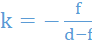 k = − f/(d−f)